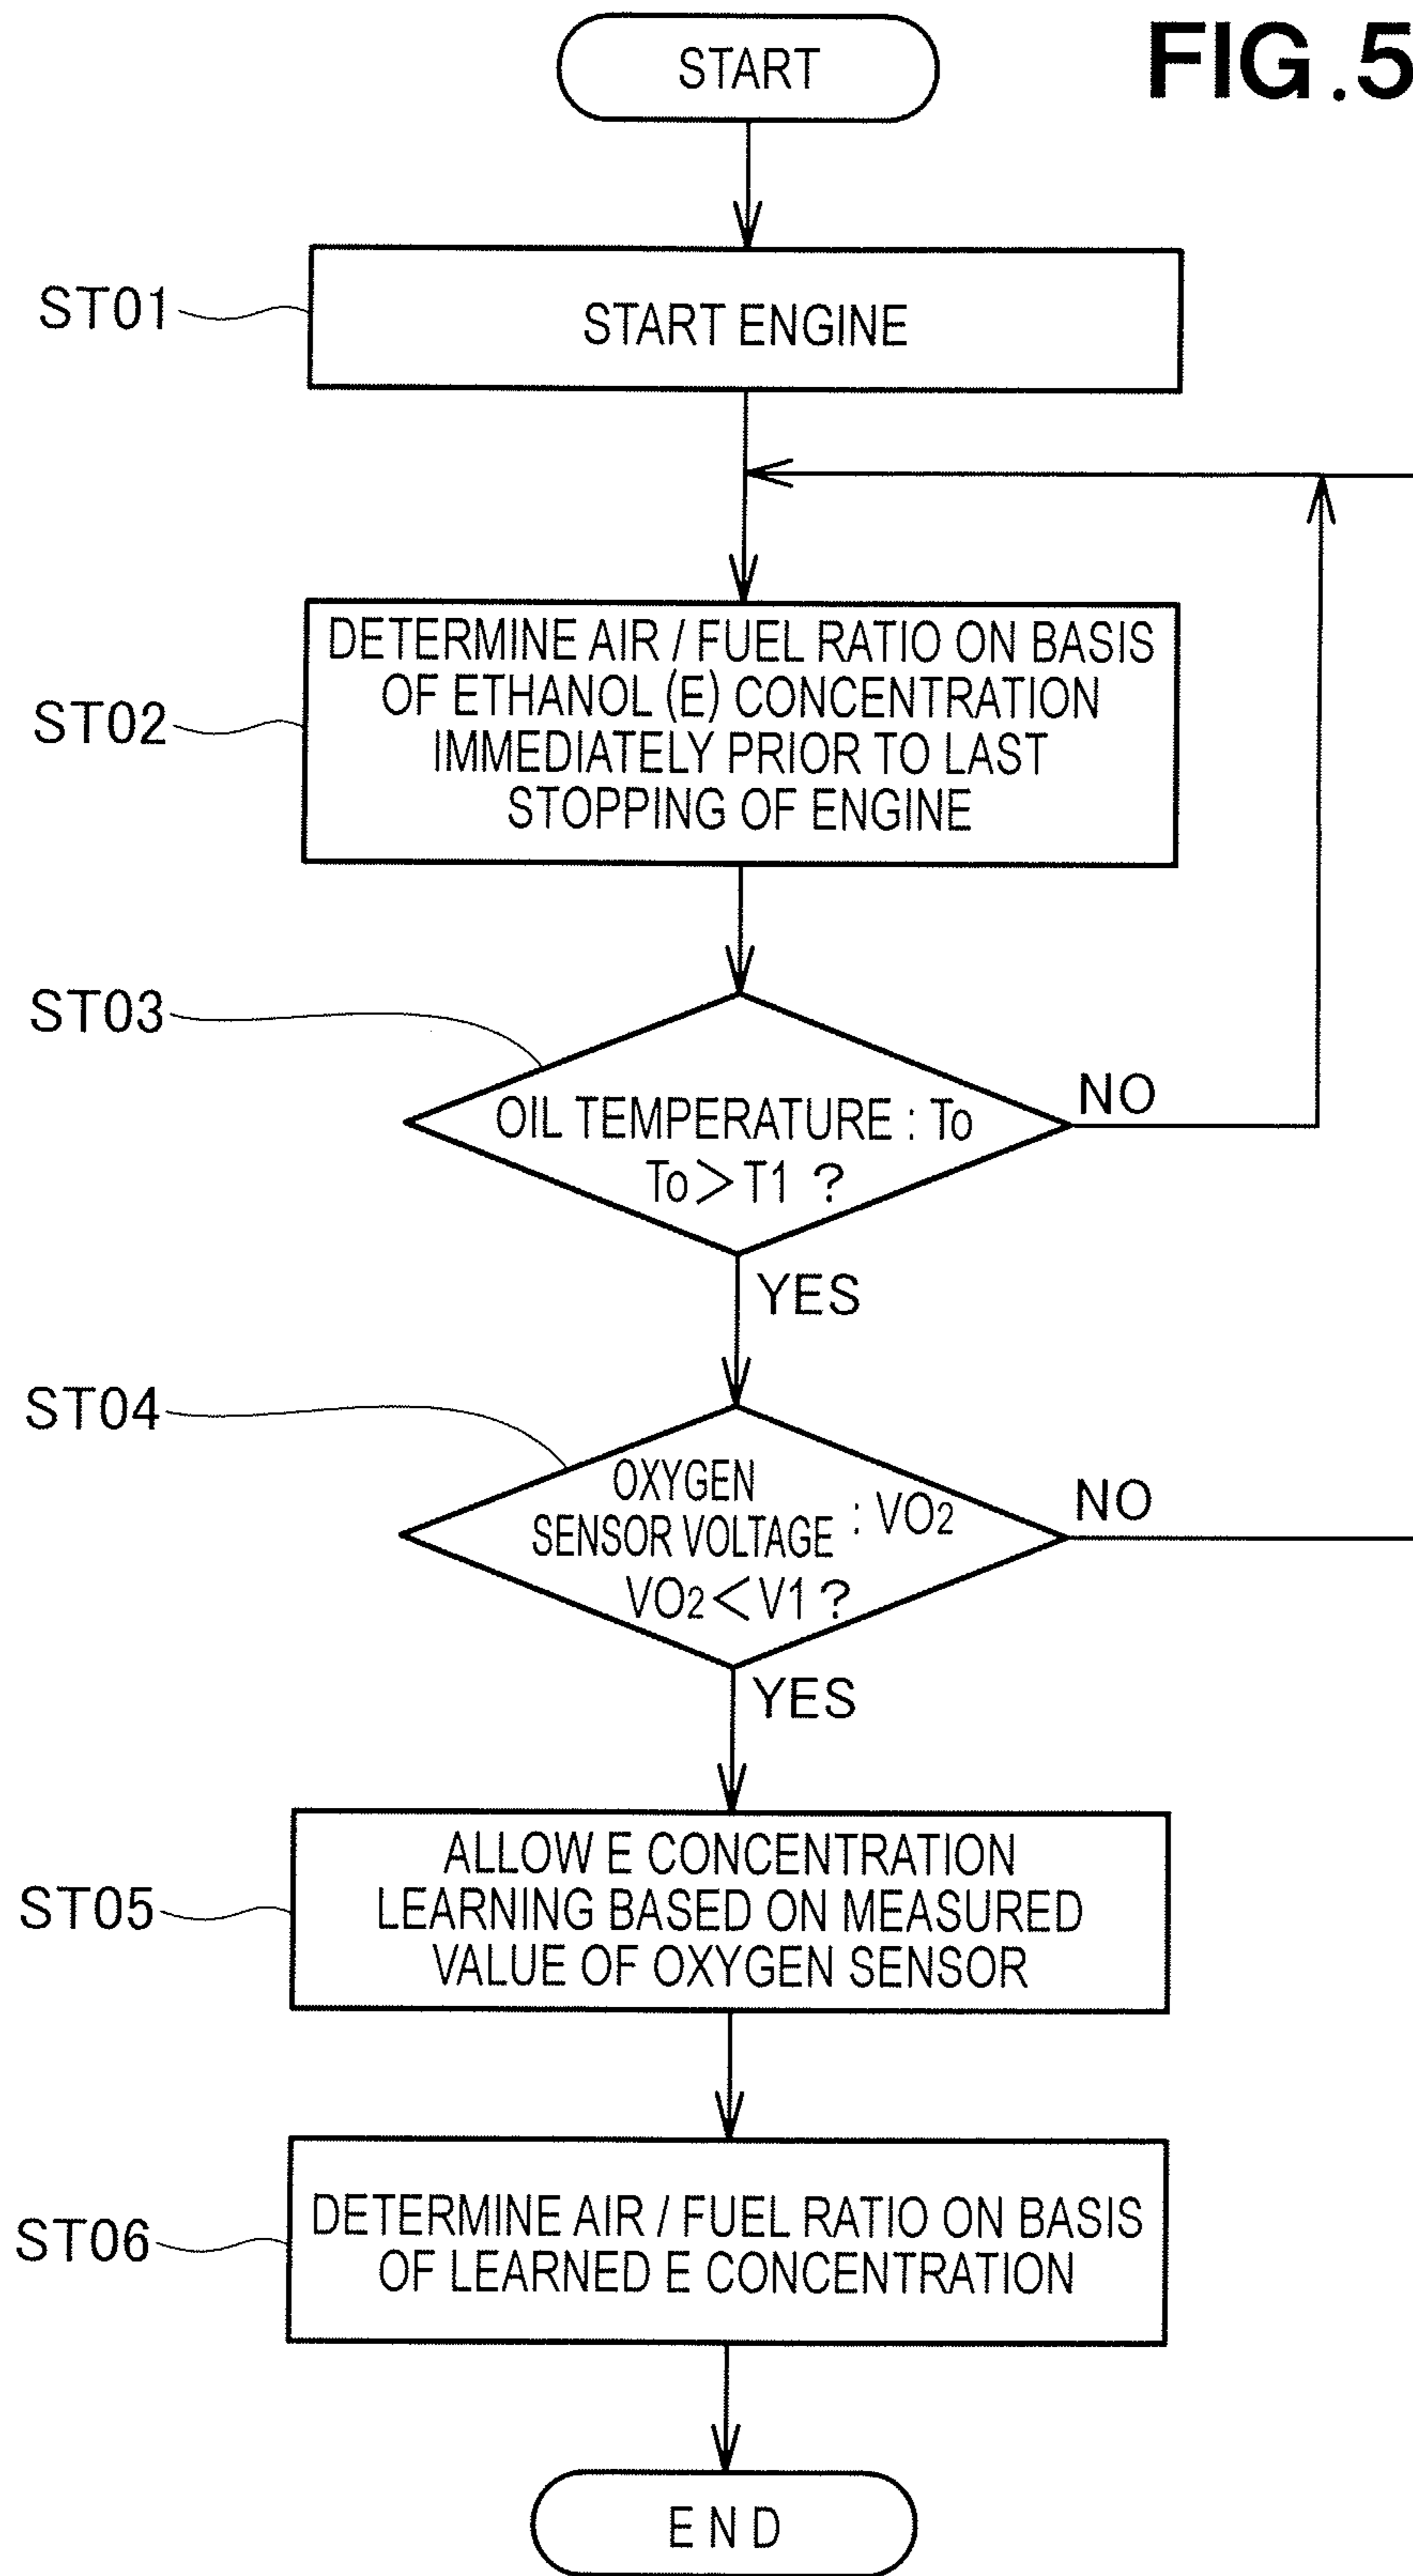 FIG.5
START
ST01
START ENGINE
ST02
DETERMINE AIR / FUEL RATIO ON BASIS
OF ETHANOL (E) CONCENTRATION
IMMEDIATELY PRIOR TO LAST
STOPPING OF ENGINE
ST03
OIL TEMPERATURE : To
To>T1 ?
NO
YES
ST04
OXYGEN
SENSOR VOLTAGE : VO2
VO2<V1 ?
NO
YES
ST05
ALLOW E CONCENTRATION
LEARNING BASED ON MEASURED
VALUE OF OXYGEN SENSOR
ST06
DETERMINE AIR / FUEL RATIO ON BASIS
OF LEARNED E CONCENTRATION
END